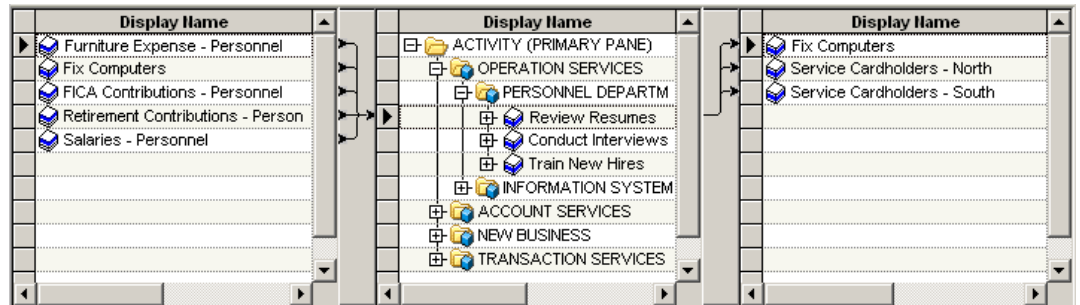 Display Name
Furniture Expense - Personnel
Fix Computers
FICA Contributions - Personnel
Retirement Contributions - Person
Salaries - Personnel
Display Name
ACTIVITY (PRIMARY PANE)
OPERATION SERVICES
PERSONNEL DEPARTM
Review Resumes
Conduct Interviews
Train New Hires
INFORMATION SYSTEM
ACCOUNT SERVICES
NEW BUSINESS
TRANSACTION SERVICES
Display Name
Fix Computers
Service Cardholders - North
Service Cardholders - South